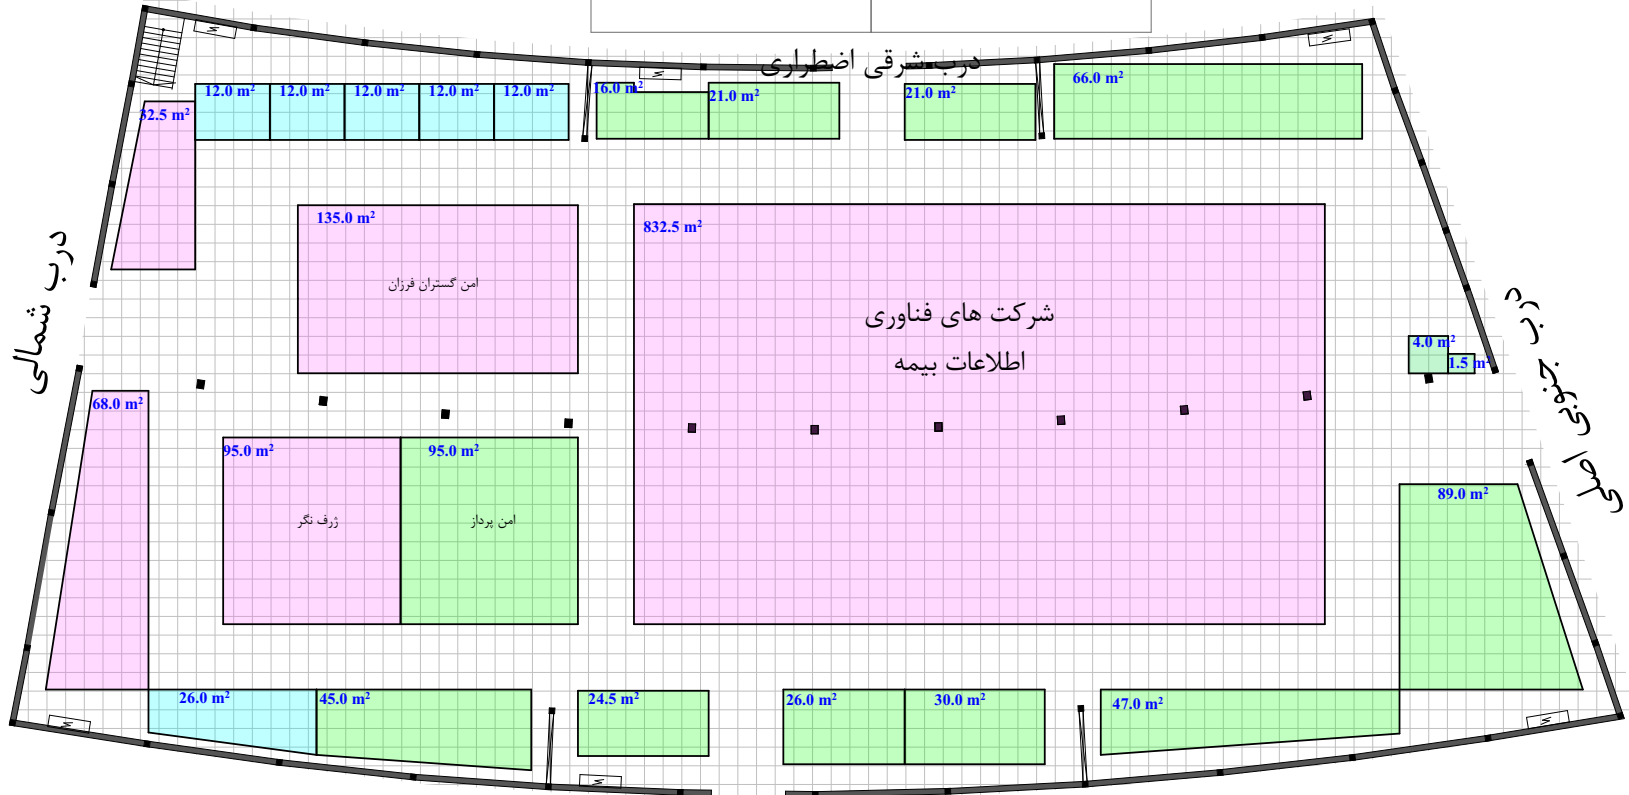 درب شرقی اضطراری
66.0 m²
12.0 m²
12.0 m²
12.0 m²
12.0 m²
12.0 m²
16.0 m²
21.0 m²
21.0 m²
32.5 m²
135.0 m²
832.5 m²
درب شمالی
امن گستران فرزان
شرکت های فناوری
اطلاعات بیمه
درب جنوبی اصلی
4.0 m²
1.5 m²
68.0 m²
95.0 m²
95.0 m²
89.0 m²
ژرف نگر
امن پرداز
26.0 m²
45.0 m²
24.5 m²
26.0 m²
30.0 m²
47.0 m²